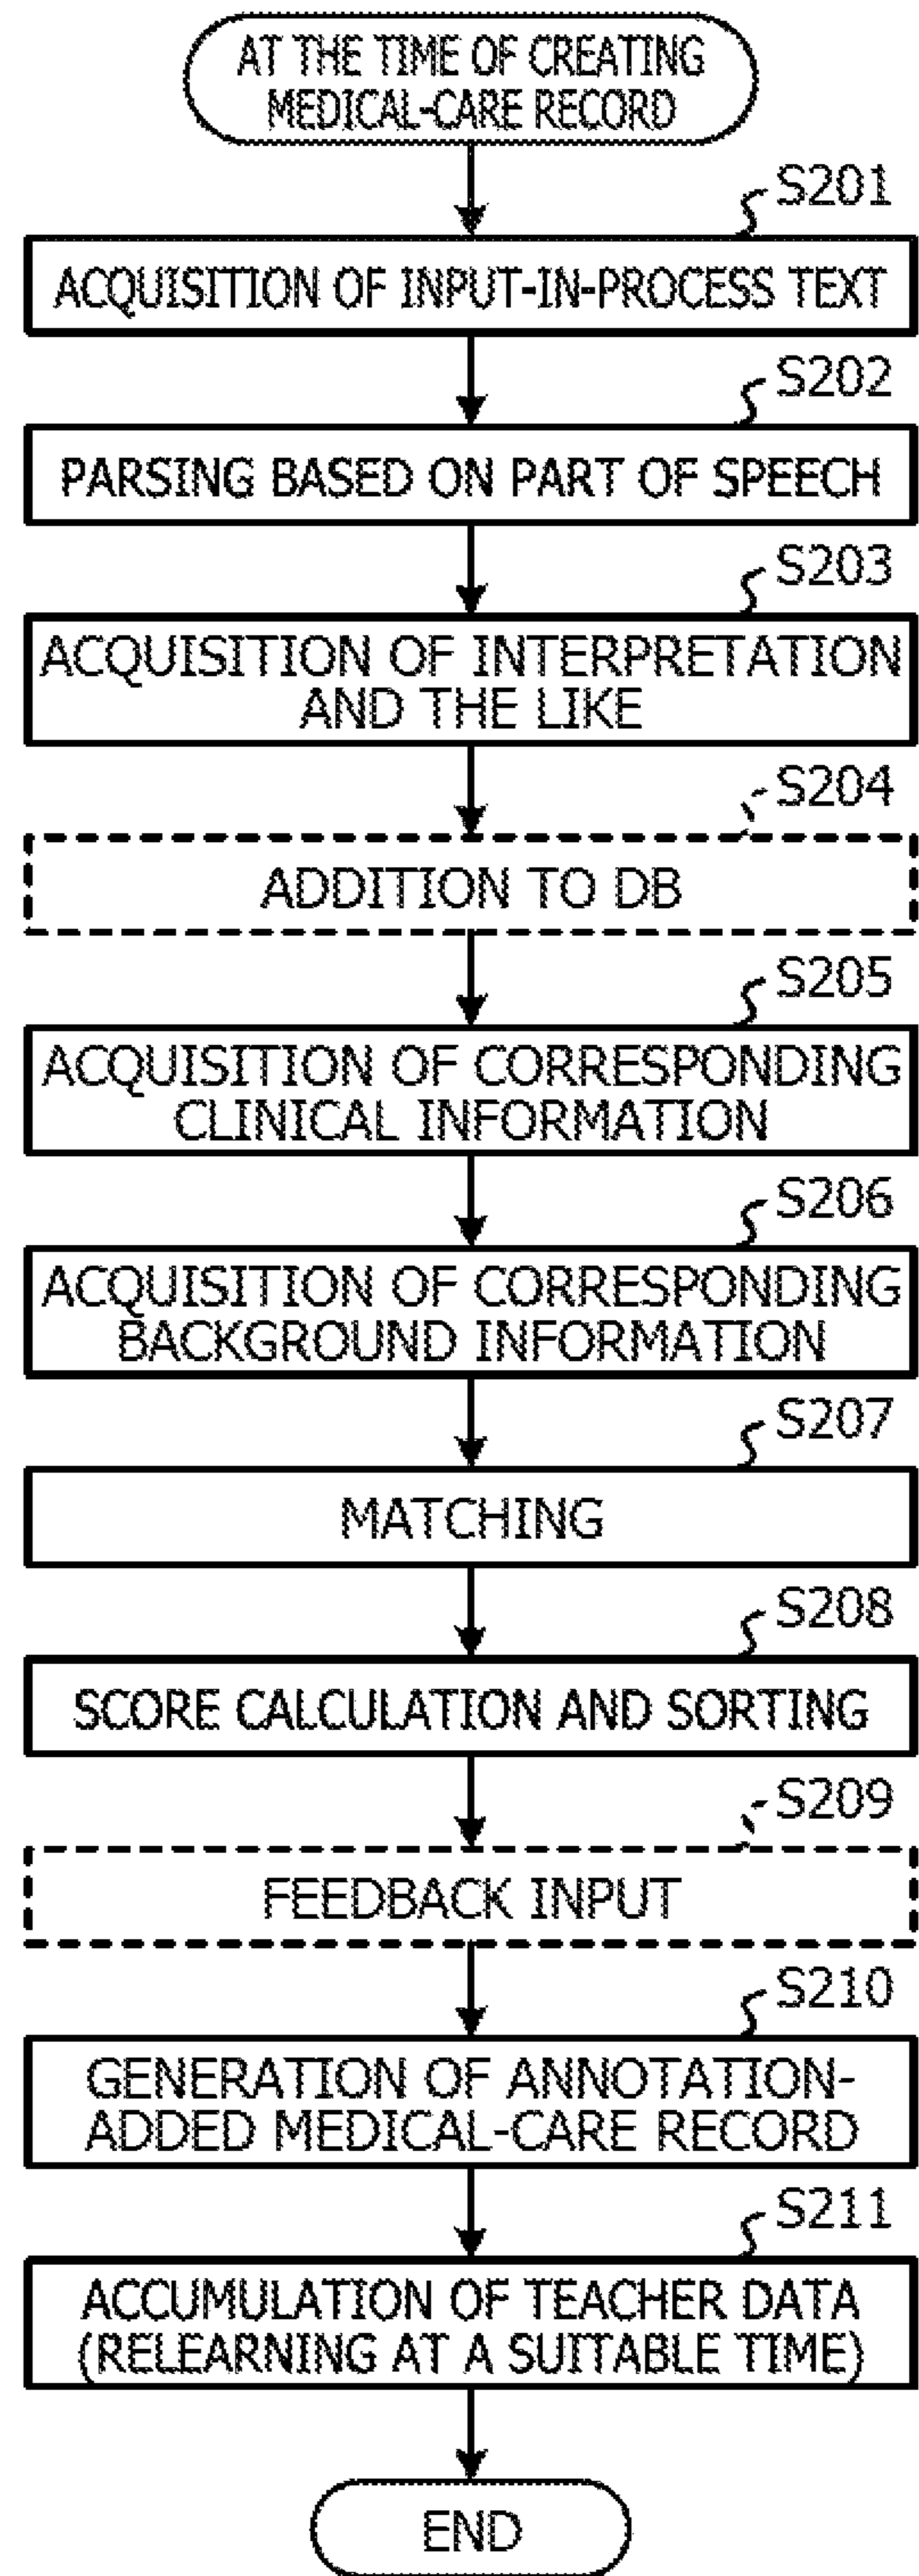 AT THE TIME OF CREATING
MEDICAL-CARE RECORD
S201
ACQUISITION OF INPUT-IN-PROCESS TEXT
S202
PARSING BASED ON PART OF SPEECH
S203
ACQUISITION OF INTERPRETATION
AND THE LIKE
S204
ADDITION TO DB
S205
ACQUISITION OF CORRESPONDING
CLINICAL INFORMATION
S206
ACQUISITION OF CORRESPONDING
BACKGROUND INFORMATION
S207
MATCHING
S208
SCORE CALCULATION AND SORTING
S209
FEEDBACK INPUT
S210
GENERATION OF ANNOTATION-
ADDED MEDICAL-CARE RECORD
S211
ACCUMULATION OF TEACHER DATA
(RELEARNING AT A SUITABLE TIME)
END